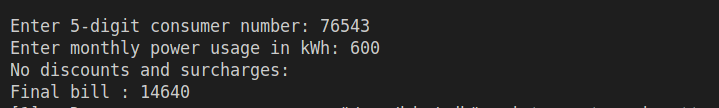 Enter 5-digit consumer number: 76543
Enter monthly power usage in kWh: 600
No discounts and surcharges:
Final bill : 14640